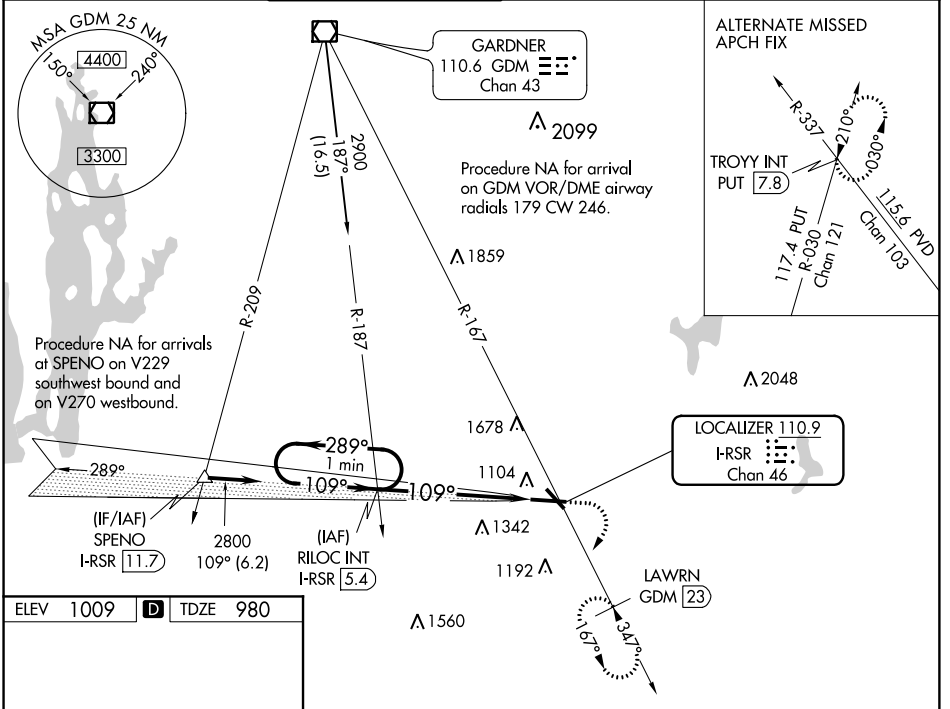 MSA GDM 25 NM
4400
150°
240°
3300
GARDNER
110.6 GDM
Chan 43
2099
2900
187°
(16.5)
Procedure NA for arrival
on GDM VOR/DME airway
radials 179 CW 246.
1859
R-209
R-187
R-167
ALTERNATE MISSED
APCH FIX
R-337
210°
030°
TROYY INT
PUT 7.8
117.4 PUT
R-030
Chan 121
115.6 PVD
Chan 103
Procedure NA for arrivals
at SPENO on V229
southwest bound and
on V270 westbound.
2048
1678
LOCALIZER 110.9
I-RSR
Chan 46
289°
289°
1 min
109°
109°
1104
(IF/IAF)
SPENO
I-RSR 11.7
2800
109° (6.2)
(IAF)
RILOC INT
I-RSR 5.4
1342
1192
LAWRN
GDM 23
1560
167°
347°
ELEV 1009 D TDZE 980